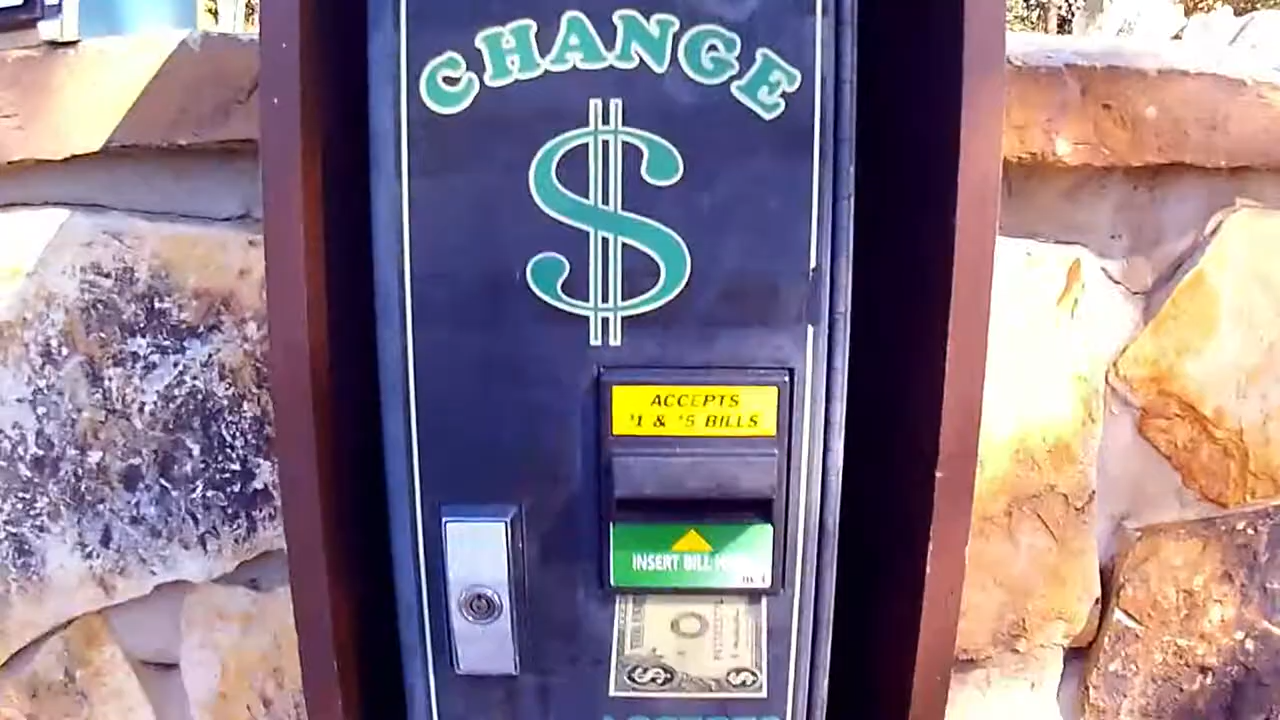 CHANGE
$
ACCEPTS
$1 & $5 BILLS
INSERT BILL